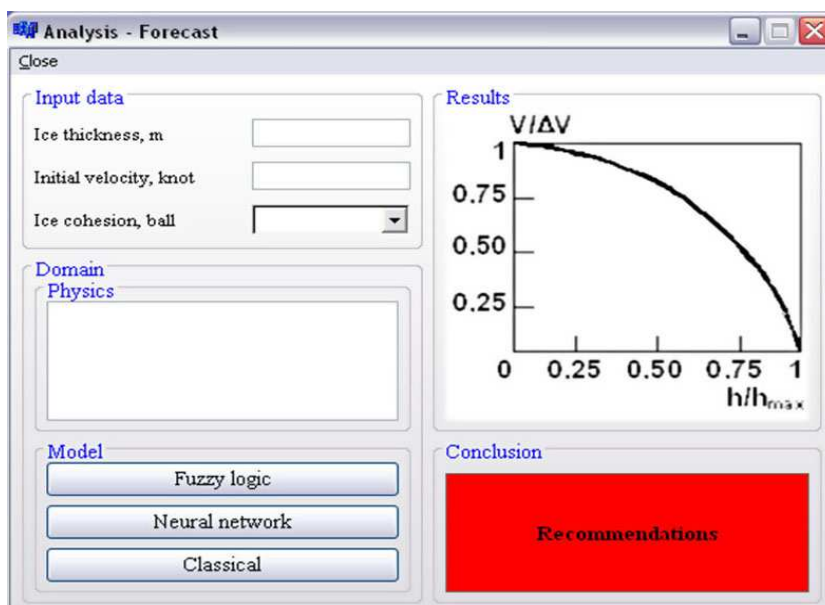 Analysis - Forecast
Close
Input data
Ice thickness, m
Initial velocity, knot
Ice cohesion, ball
Domain
Physics
Model
Fuzzy logic
Neural network
Classical
Results
V/ΔV
1
0.75
0.50
0.25
0 0.25 0.50 0.75 1
h/hmax
Conclusion
Recommendations